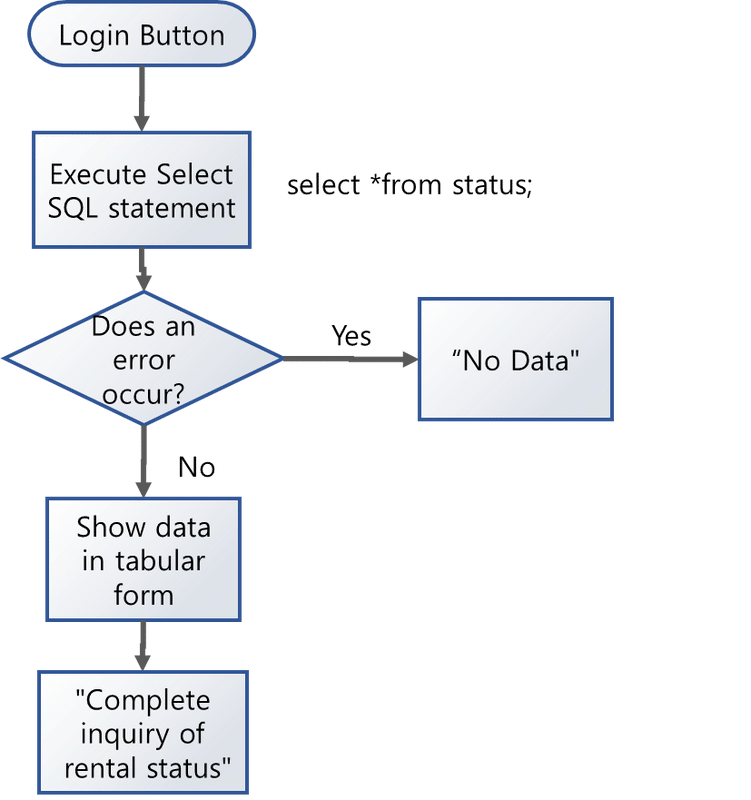 Login Button
Execute Select
SQL statement
select *from status;
Does an
error
occur?
Yes
“No Data"
No
Show data
in tabular
form
"Complete
inquiry of
rental status"